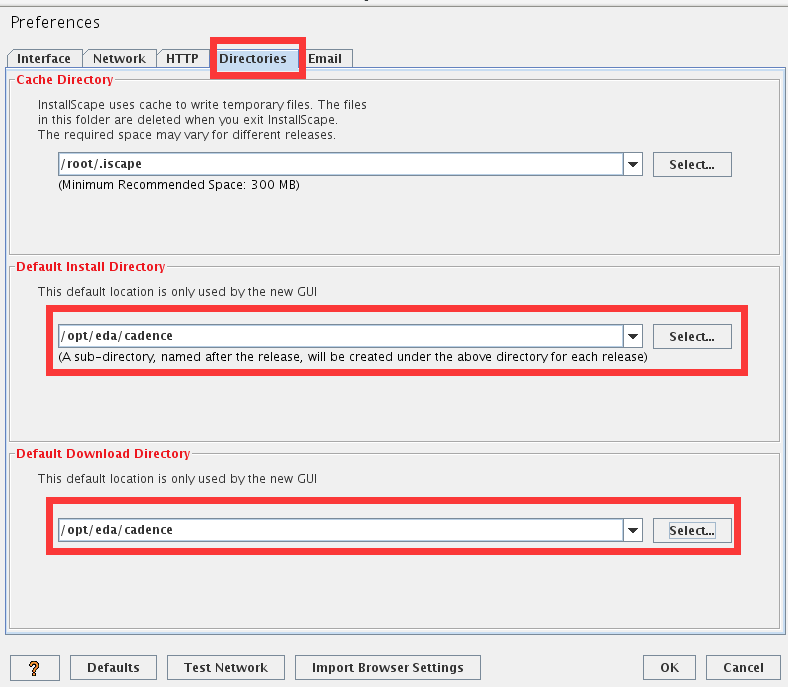 Preferences
Interface Network HTTP Directories Email
Cache Directory
InstallScape uses cache to write temporary files. The files
in this folder are deleted when you exit InstallScape.
The required space may vary for different releases.
/root/.iscape Select...
(Minimum Recommended Space: 300 MB)
Default Install Directory
This default location is only used by the new GUI
/opt/eda/cadence Select...
(A sub-directory, named after the release, will be created under the above directory for each release)
Default Download Directory
This default location is only used by the new GUI
/opt/eda/cadence Select...
? Defaults Test Network Import Browser Settings OK Cancel